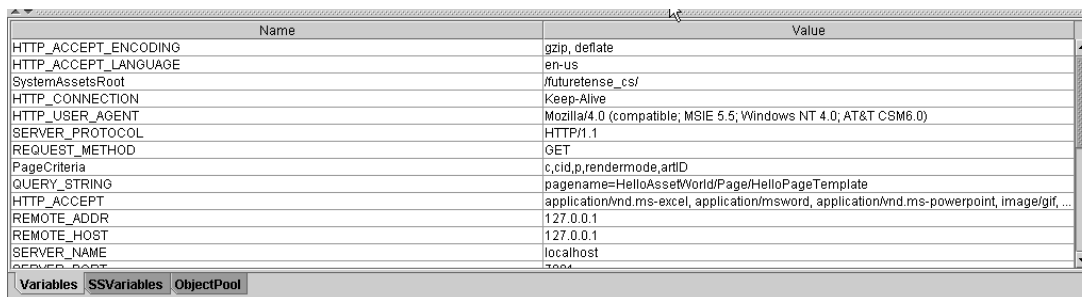 Name Value
HTTP_ACCEPT_ENCODING gzip, deflate
HTTP_ACCEPT_LANGUAGE en-us
SystemAssetsRoot /futuretense_cs/
HTTP_CONNECTION Keep-Alive
HTTP_USER_AGENT Mozilla/4.0 (compatible; MSIE 5.5; Windows NT 4.0; AT&T CSM6.0)
SERVER_PROTOCOL HTTP/1.1
REQUEST_METHOD GET
PageCriteria c,cid,p,rendermode,artID
QUERY_STRING pagename=HelloAssetWorld/Page/HelloPageTemplate
HTTP_ACCEPT application/vnd.ms-excel, application/msword, application/vnd.ms-powerpoint, image/gif, ...
REMOTE_ADDR 127.0.0.1
REMOTE_HOST 127.0.0.1
SERVER_NAME localhost
SERVER_PORT
Variables SSVariables ObjectPool